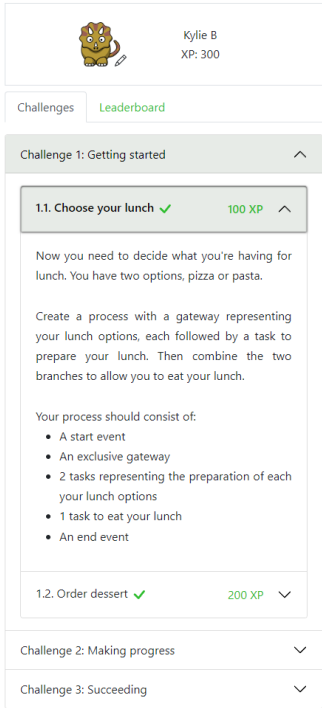 Kylie B
XP: 300
Challenges
Leaderboard
Challenge 1: Getting started
1.1. Choose your lunch
100 XP
Now you need to decide what you're having for
lunch. You have two options, pizza or pasta.
Create a process with a gateway representing
your lunch options, each followed by a task to
prepare your lunch. Then combine the two
branches to allow you to eat your lunch.
Your process should consist of:
A start event
An exclusive gateway
2 tasks representing the preparation of each
your lunch options
1 task to eat your lunch
An end event
1.2. Order dessert
200 XP
Challenge 2: Making progress
Challenge 3: Succeeding